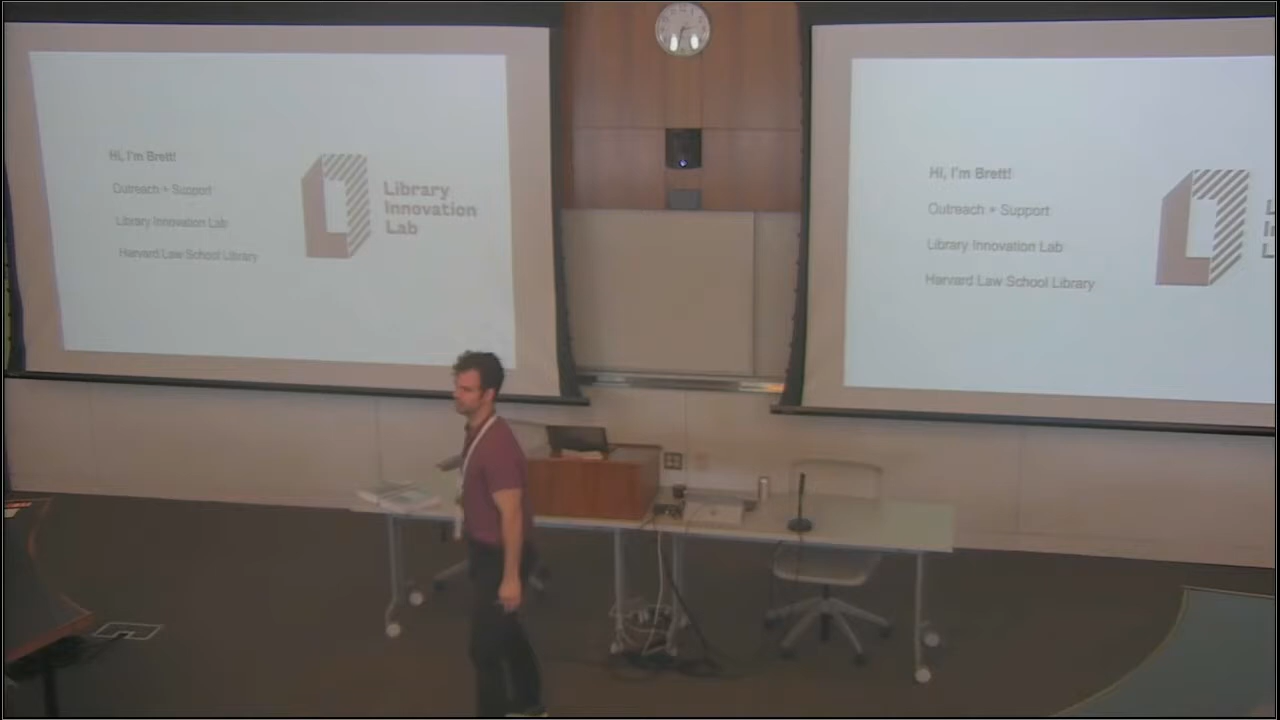 Hi, I'm Brett!
Outreach + Support
Library Innovation Lab
Harvard Law School Library
Library
Innovation
Lab
Hi, I'm Brett!
Outreach + Support
Library Innovation Lab
Harvard Law School Library